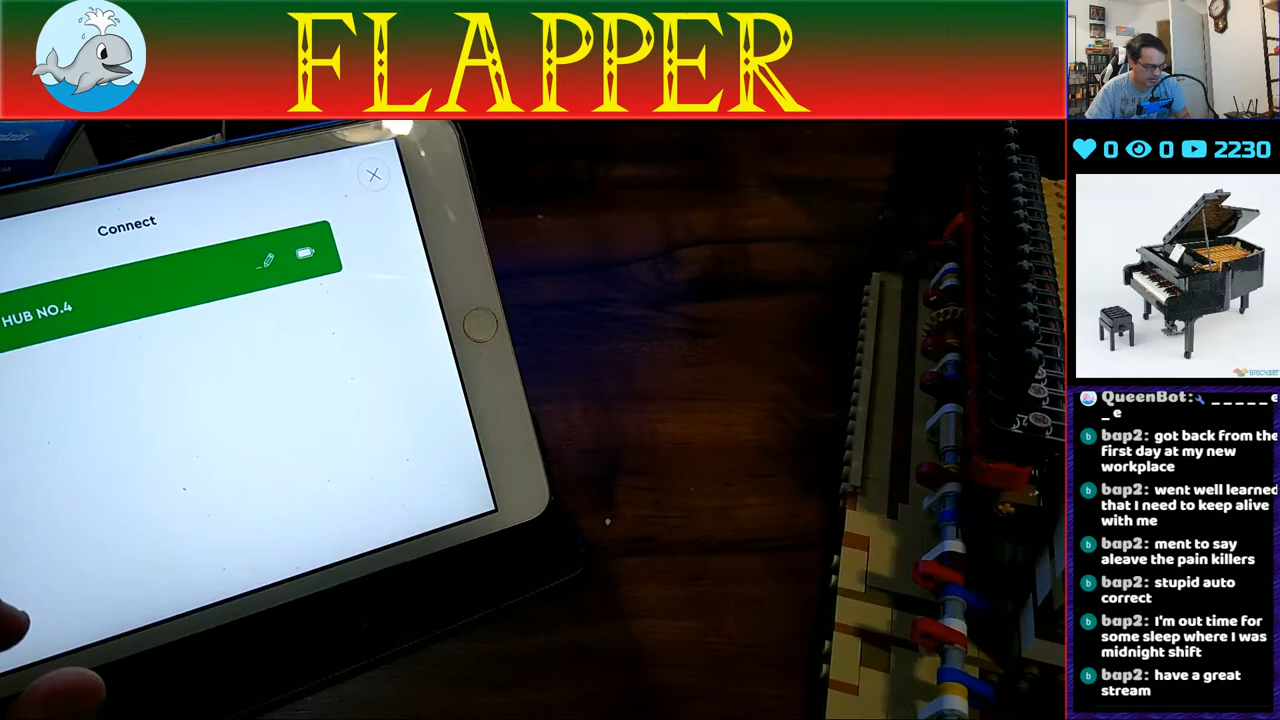 FLAPPER
Connect
HUB NO.4
0 0 2230
BRICKSET
QueenBot: _ _ _ _ _ e
_ e
bap2: got back from the
first day at my new
workplace
bap2: went well learned
that I need to keep alive
with me
bap2: ment to say
aleave the pain killers
bap2: stupid auto
correct
bap2: I'm out time for
some sleep where I was
midnight shift
bap2: have a great
stream